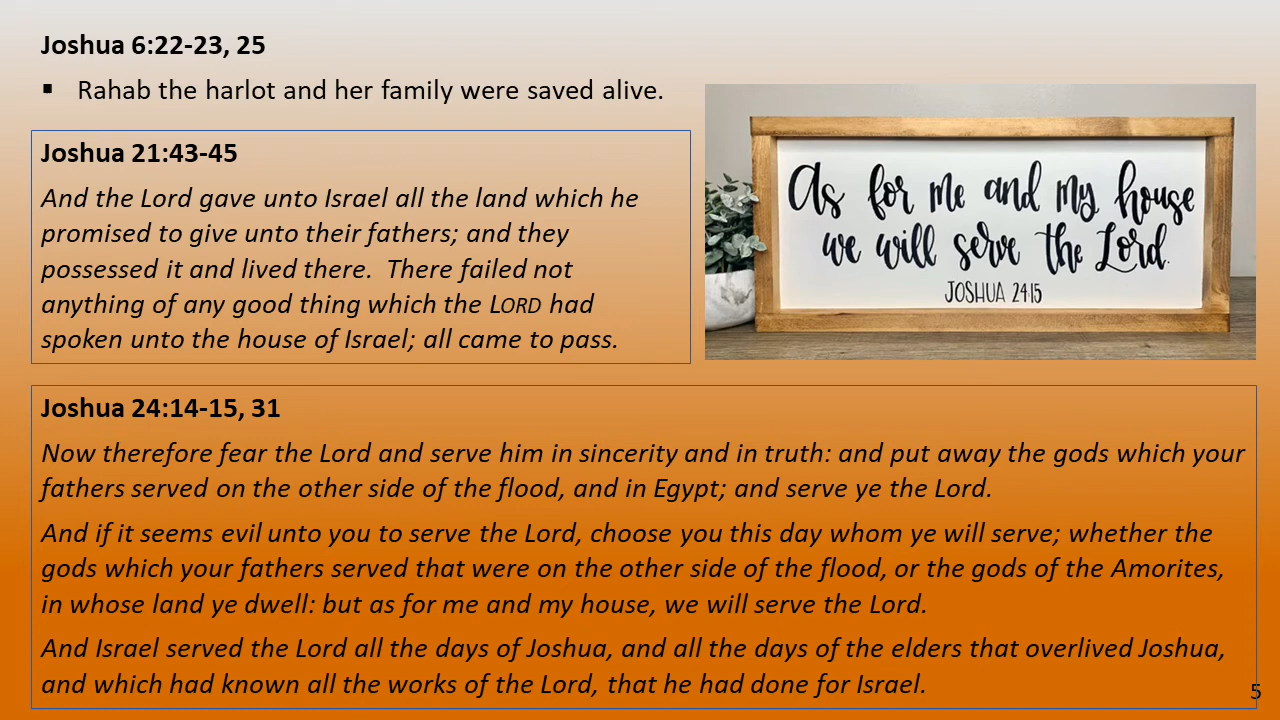 Joshua 6:22-23, 25
▪ Rahab the harlot and her family were saved alive.
Joshua 21:43-45
And the Lord gave unto Israel all the land which he
promised to give unto their fathers; and they
possessed it and lived there. There failed not
anything of any good thing which the LORD had
spoken unto the house of Israel; all came to pass.
As for me and my house
we will serve the Lord.
JOSHUA 24:15
Joshua 24:14-15, 31
Now therefore fear the Lord and serve him in sincerity and in truth: and put away the gods which your
fathers served on the other side of the flood, and in Egypt; and serve ye the Lord.
And if it seems evil unto you to serve the Lord, choose you this day whom ye will serve; whether the
gods which your fathers served that were on the other side of the flood, or the gods of the Amorites,
in whose land ye dwell: but as for me and my house, we will serve the Lord.
And Israel served the Lord all the days of Joshua, and all the days of the elders that overlived Joshua,
and which had known all the works of the Lord, that he had done for Israel.
5